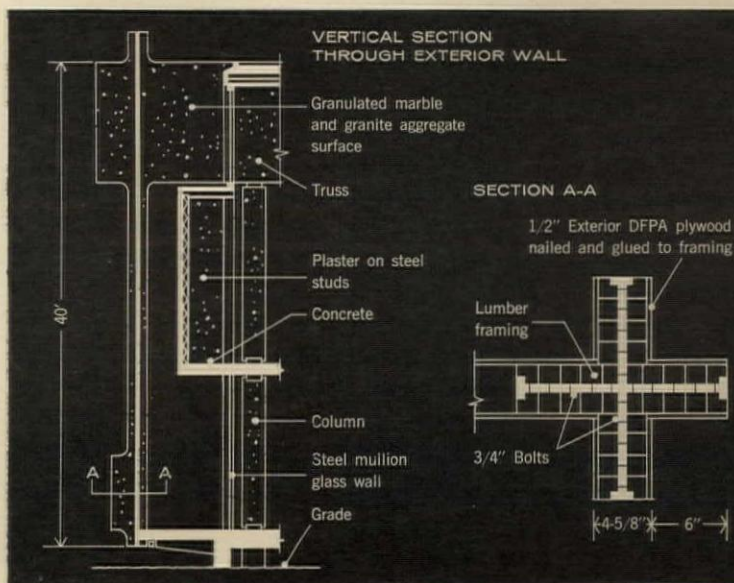 VERTICAL SECTION
THROUGH EXTERIOR WALL
Granulated marble
and granite aggregate
surface
Truss
Plaster on steel
studs
Concrete
Column
Steel mullion
glass wall
Grade
40'
A
A
SECTION A-A
1/2" Exterior DFPA plywood
nailed and glued to framing
Lumber
framing
3/4" Bolts
4-5/8"
6"